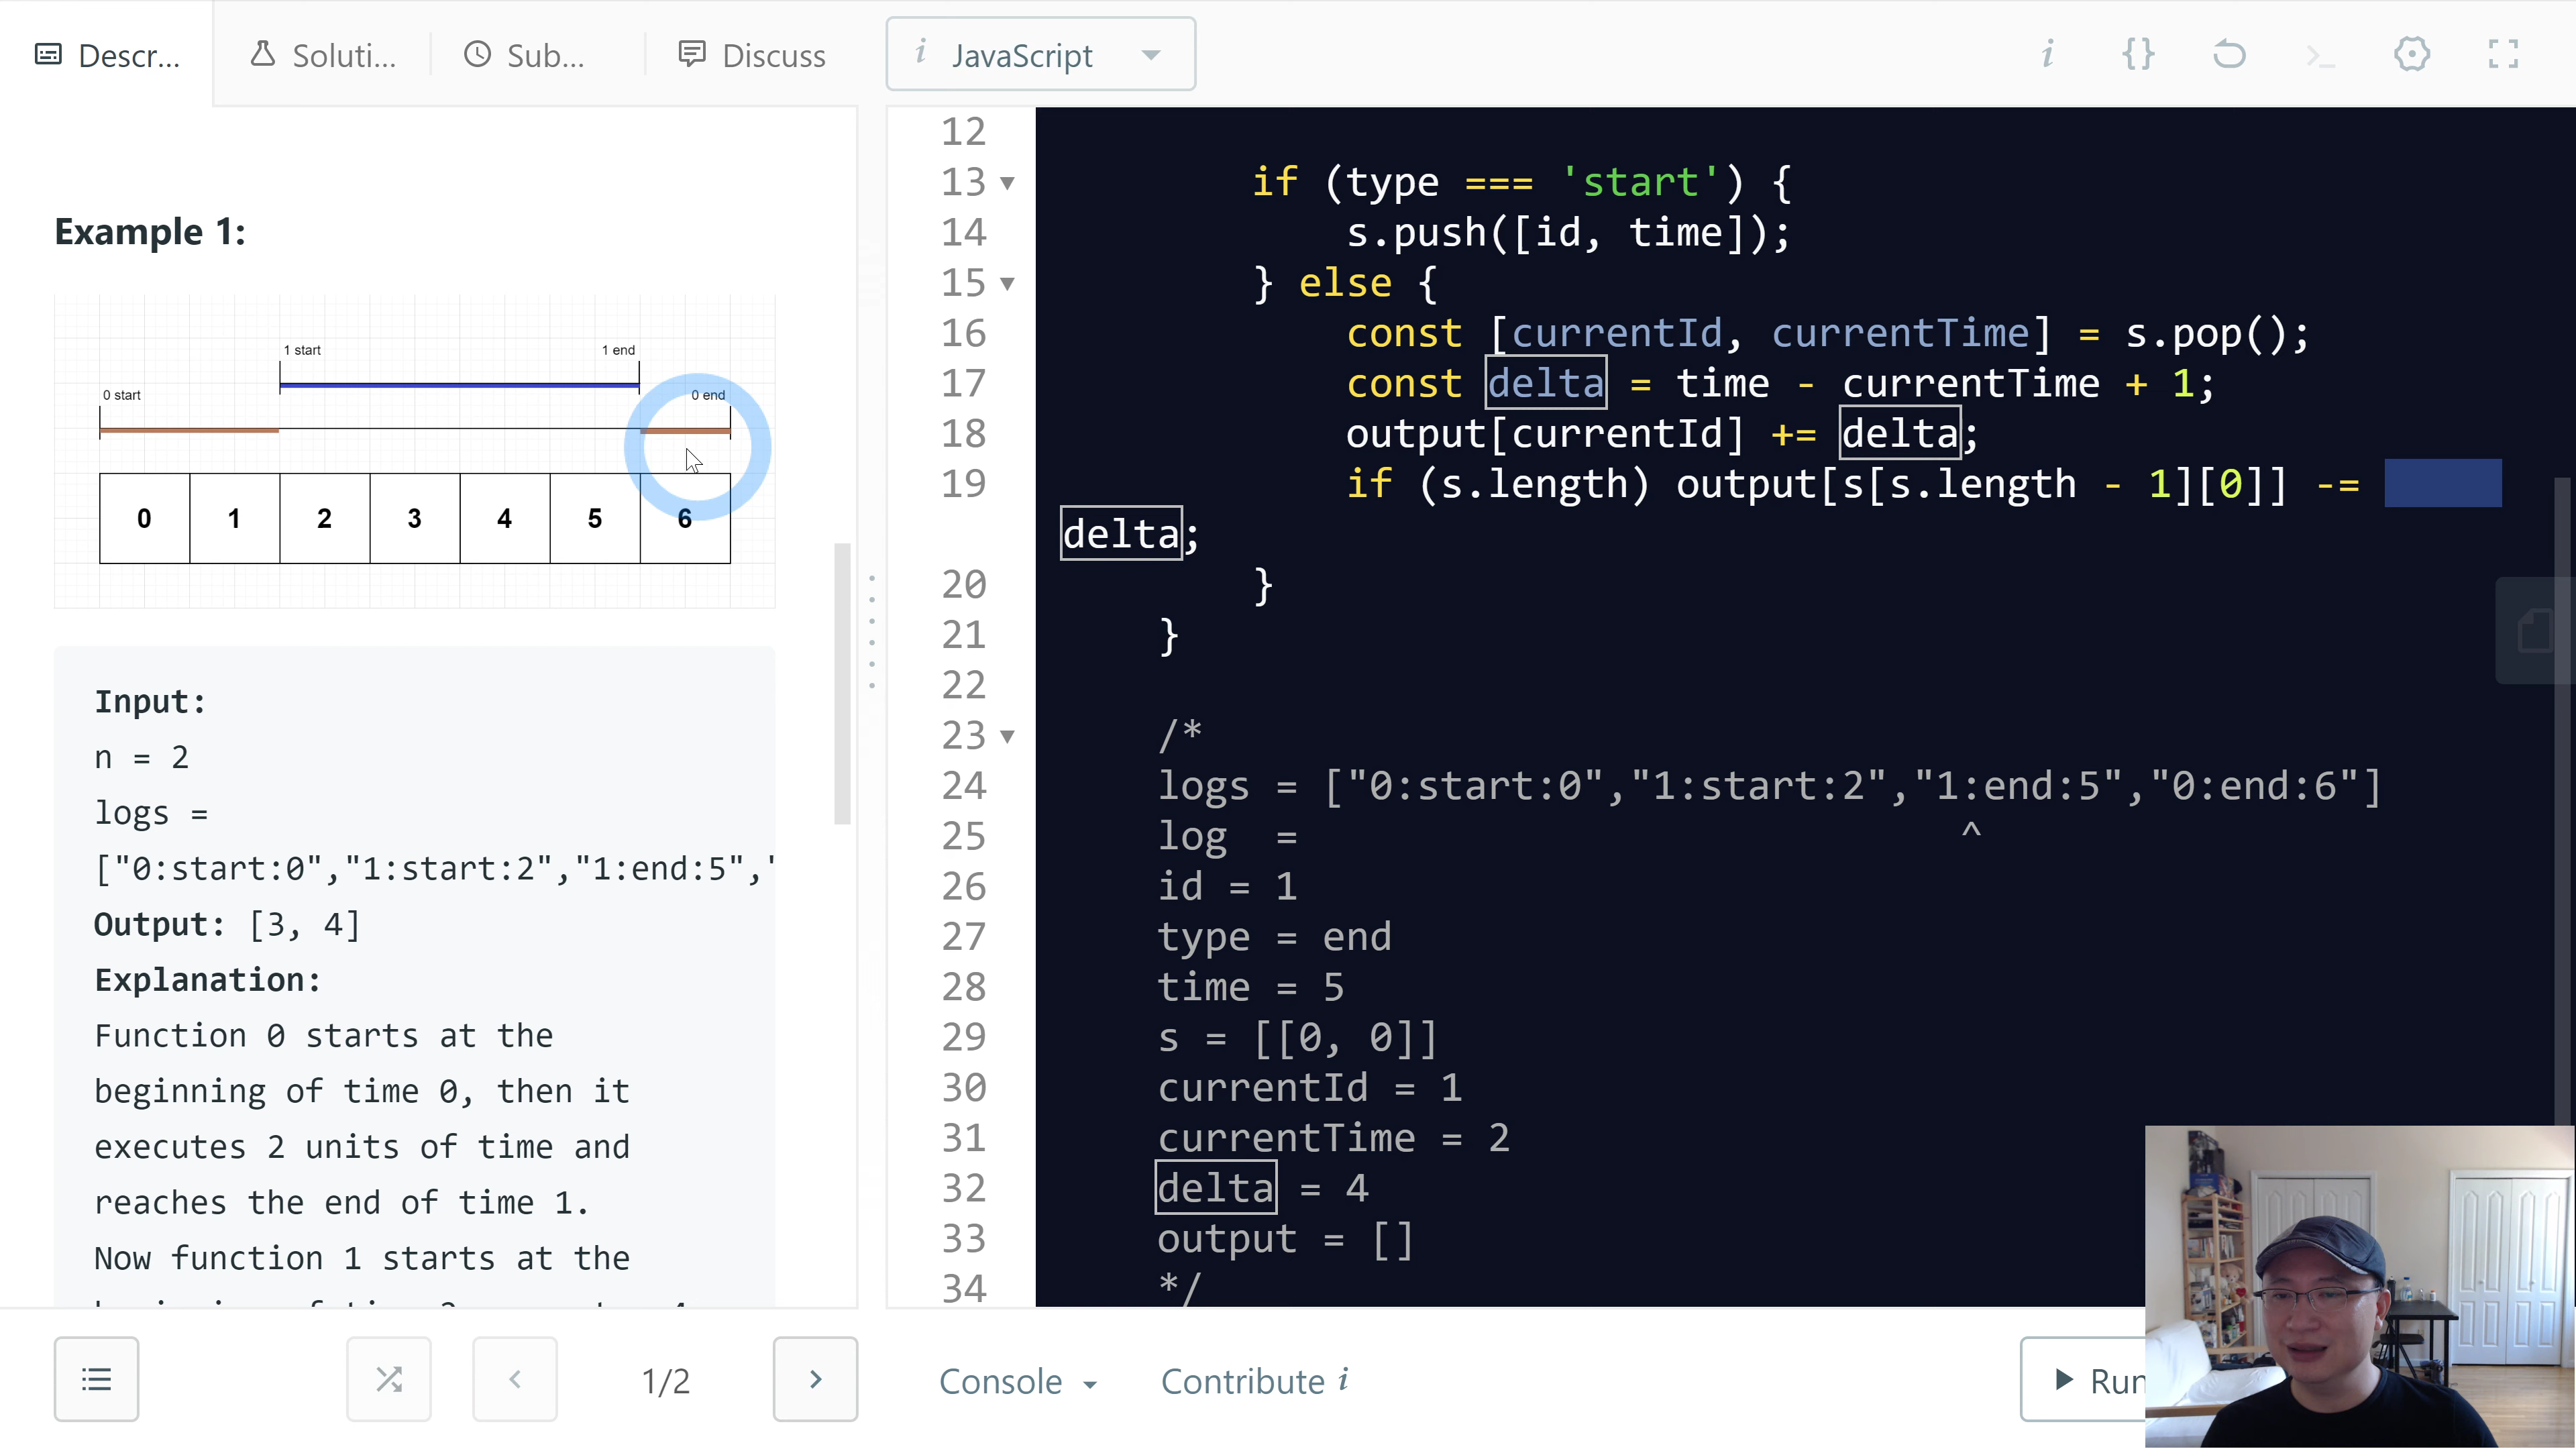 Descr...
Soluti...
Sub...
Discuss
i JavaScript
i {}
Example 1:
1 start 1 end
0 start 0 end
0 1 2 3 4 5 6
Input:
n = 2
logs =
["0:start:0","1:start:2","1:end:5",'
Output: [3, 4]
Explanation:
Function 0 starts at the
beginning of time 0, then it
executes 2 units of time and
reaches the end of time 1.
Now function 1 starts at the
12
13 if (type === 'start') {
14 s.push([id, time]);
15 } else {
16 const [currentId, currentTime] = s.pop();
17 const delta = time - currentTime + 1;
18 output[currentId] += delta;
19 if (s.length) output[s[s.length - 1][0]] -=
delta;
20 }
21 }
22
23 /*
24 logs = ["0:start:0","1:start:2","1:end:5","0:end:6"]
25 log = ^
26 id = 1
27 type = end
28 time = 5
29 s = [[0, 0]]
30 currentId = 1
31 currentTime = 2
32 delta = 4
33 output = []
34 */
1/2
Console
Contribute i
Run